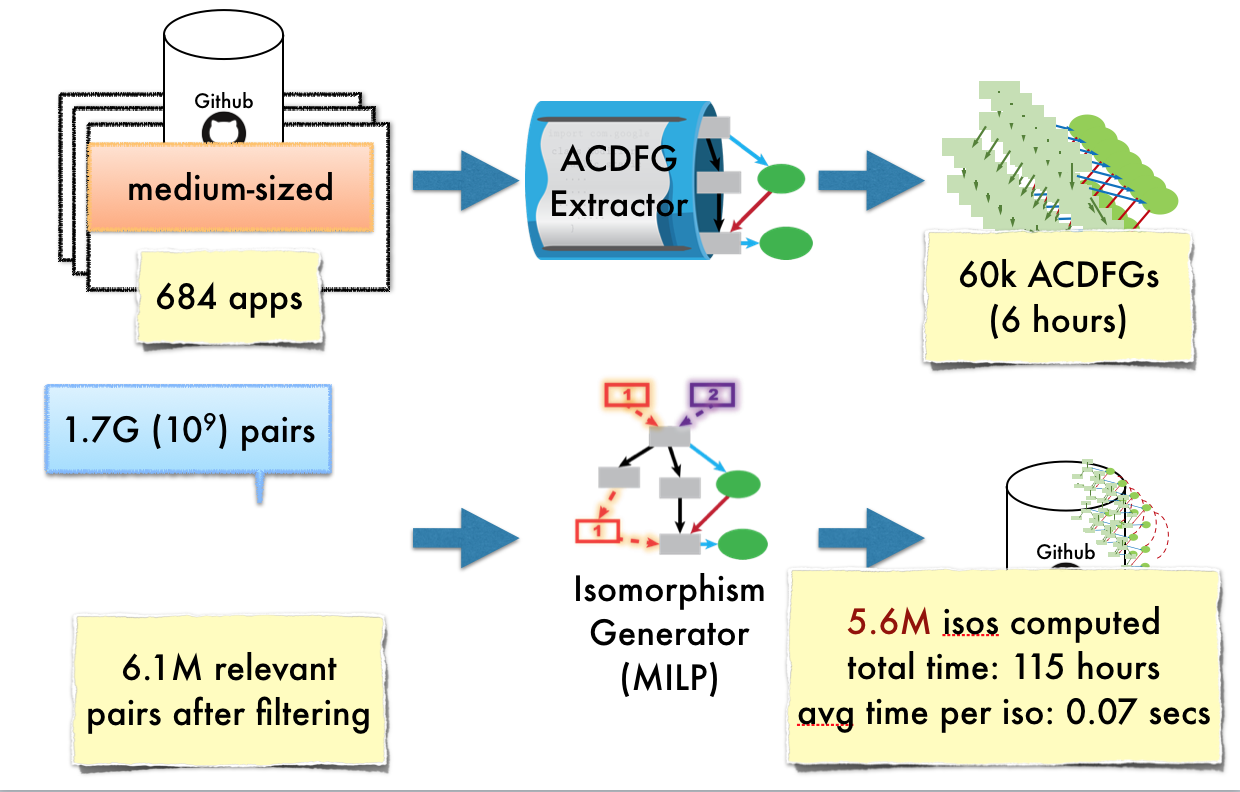 Github
medium-sized
684 apps
ACDFG
Extractor
60k ACDFGs
(6 hours)
1.7G (10⁹) pairs
6.1M relevant
pairs after filtering
1
2
1
Isomorphism
Generator
(MILP)
Github
5.6M isos computed
total time: 115 hours
avg time per iso: 0.07 secs